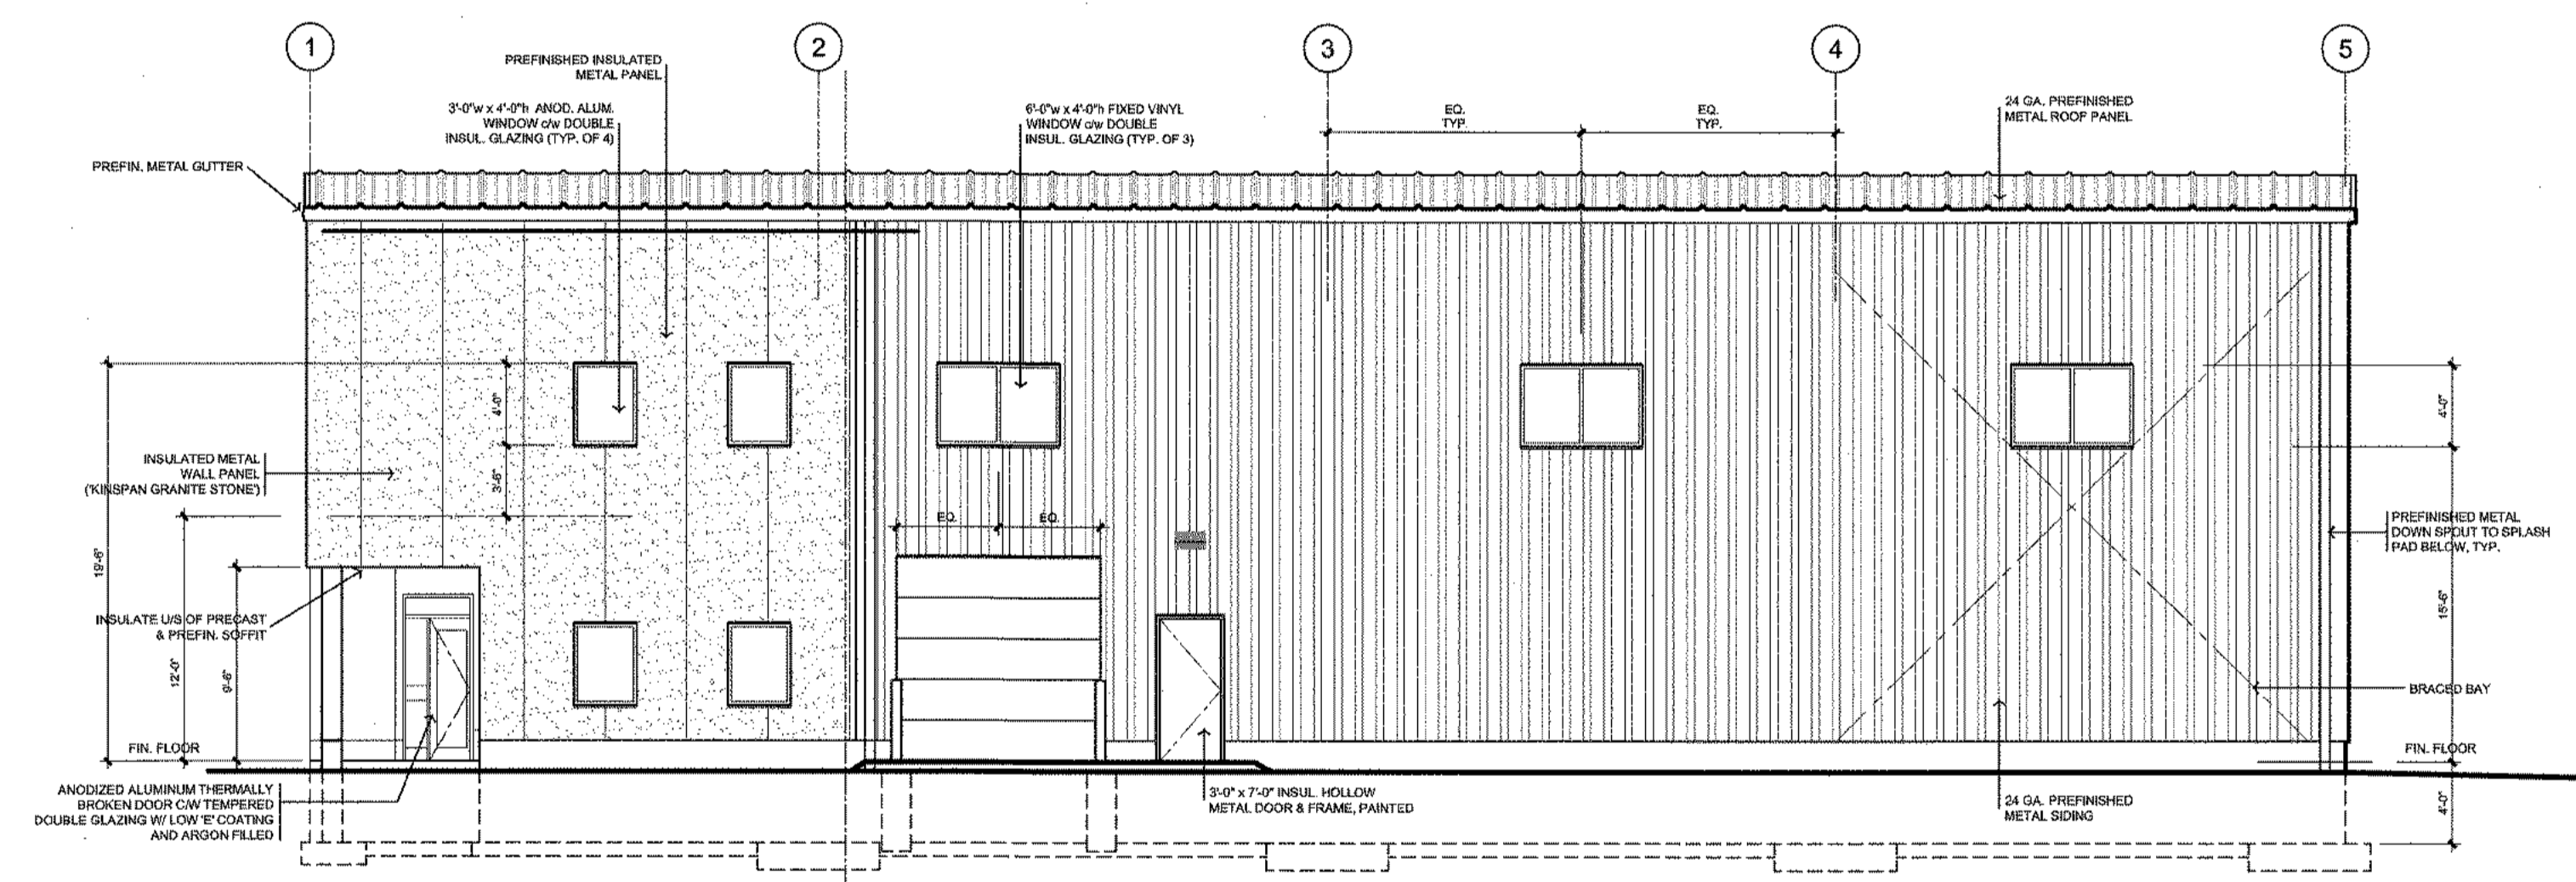 1
2
3
4
5
PREFINISHED INSULATED
METAL PANEL
3'-0"w x 4'-0"h ANOD. ALUM.
WINDOW c/w DOUBLE
INSUL. GLAZING (TYP. OF 4)
6'-0"w x 4'-0"h FIXED VINYL
WINDOW c/w DOUBLE
INSUL. GLAZING (TYP. OF 3)
EQ.
TYP.
EQ.
TYP.
24 GA. PREFINISHED
METAL ROOF PANEL
PREFIN. METAL GUTTER
4'-0"
3'-6"
4'-0"
INSULATED METAL
WALL PANEL
('KINSPAN GRANITE STONE')
EQ.
EQ.
PREFINISHED METAL
DOWN SPOUT TO SPLASH
PAD BELOW, TYP.
19'-6"
12'-0"
9'-6"
15'-6"
INSULATE U/S OF PRECAST
& PREFIN. SOFFIT
BRACED BAY
FIN. FLOOR
FIN. FLOOR
ANODIZED ALUMINUM THERMALLY
BROKEN DOOR C/W TEMPERED
DOUBLE GLAZING W/ LOW 'E' COATING
AND ARGON FILLED
3'-0" x 7'-0" INSUL. HOLLOW
METAL DOOR & FRAME, PAINTED
24 GA. PREFINISHED
METAL SIDING
4'-0"